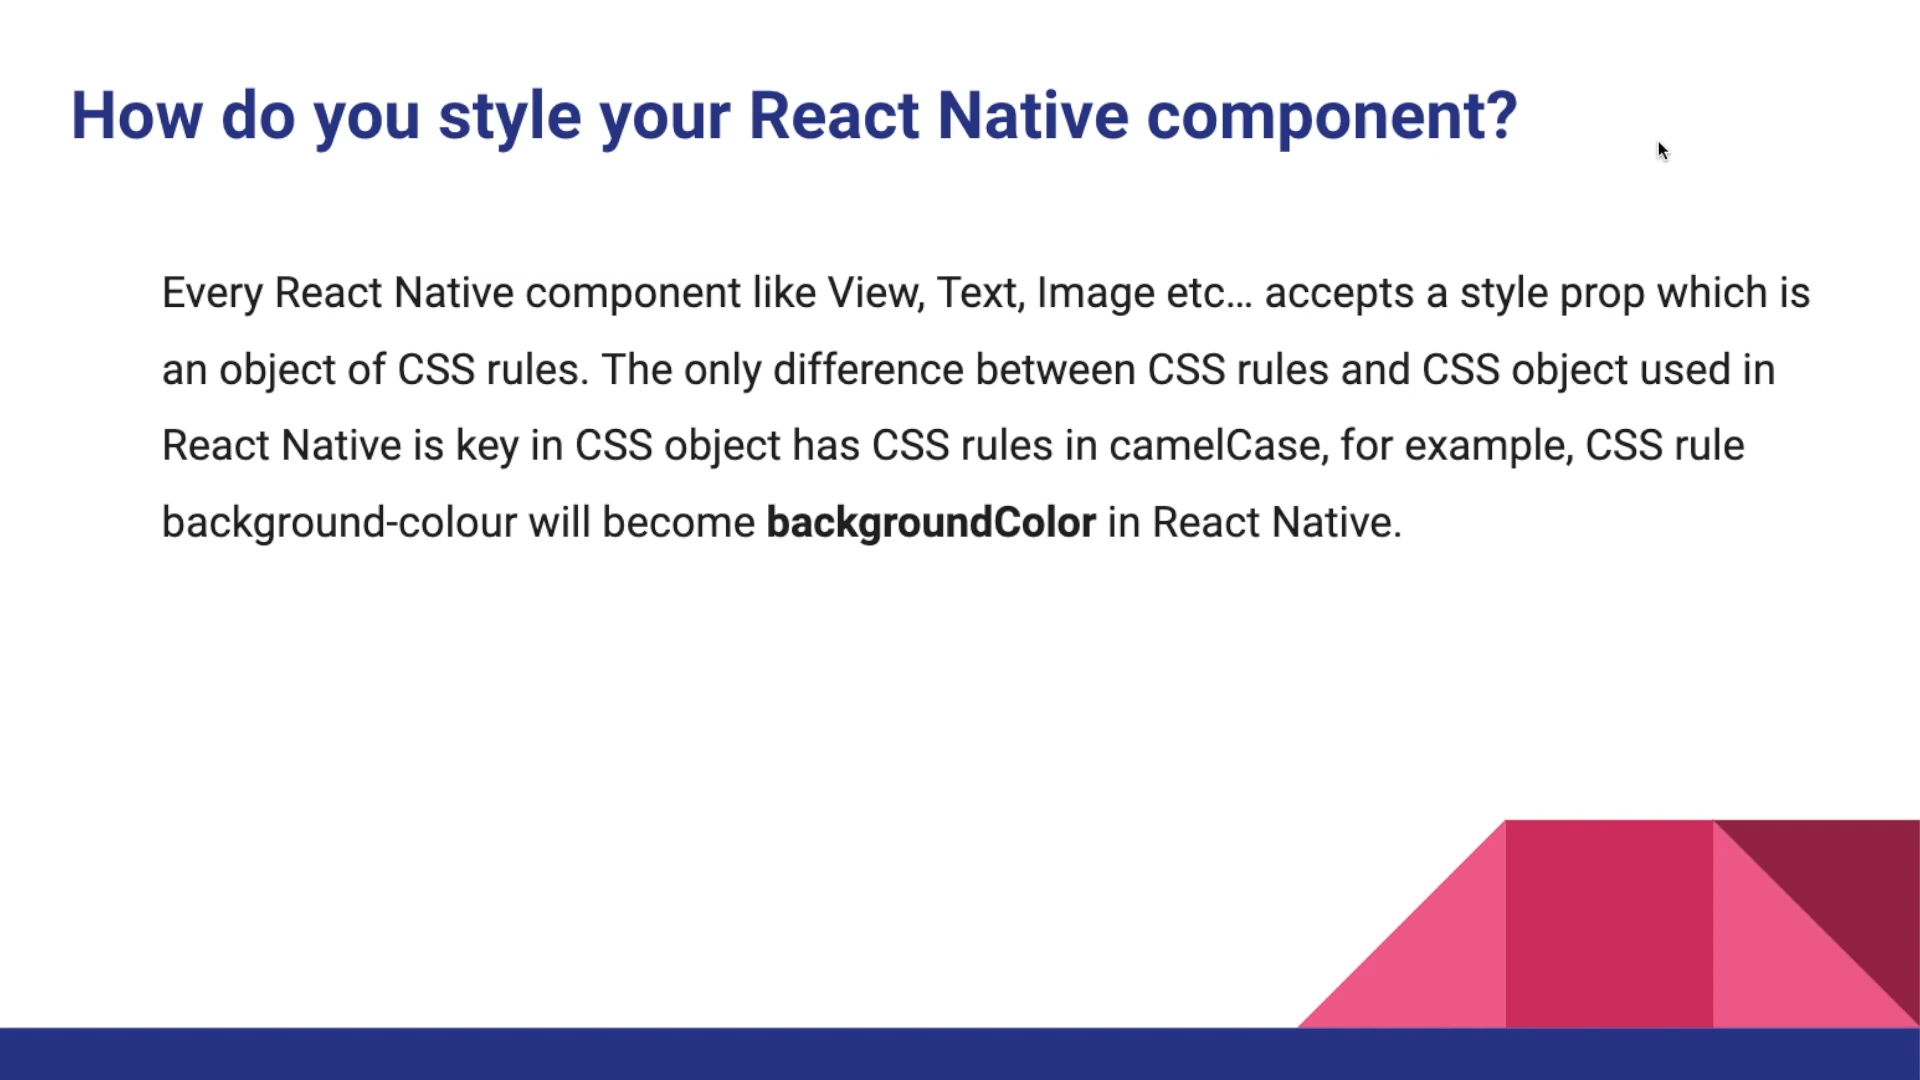 How do you style your React Native component?
Every React Native component like View, Text, Image etc... accepts a style prop which is
an object of CSS rules. The only difference between CSS rules and CSS object used in
React Native is key in CSS object has CSS rules in camelCase, for example, CSS rule
background-colour will become backgroundColor in React Native.